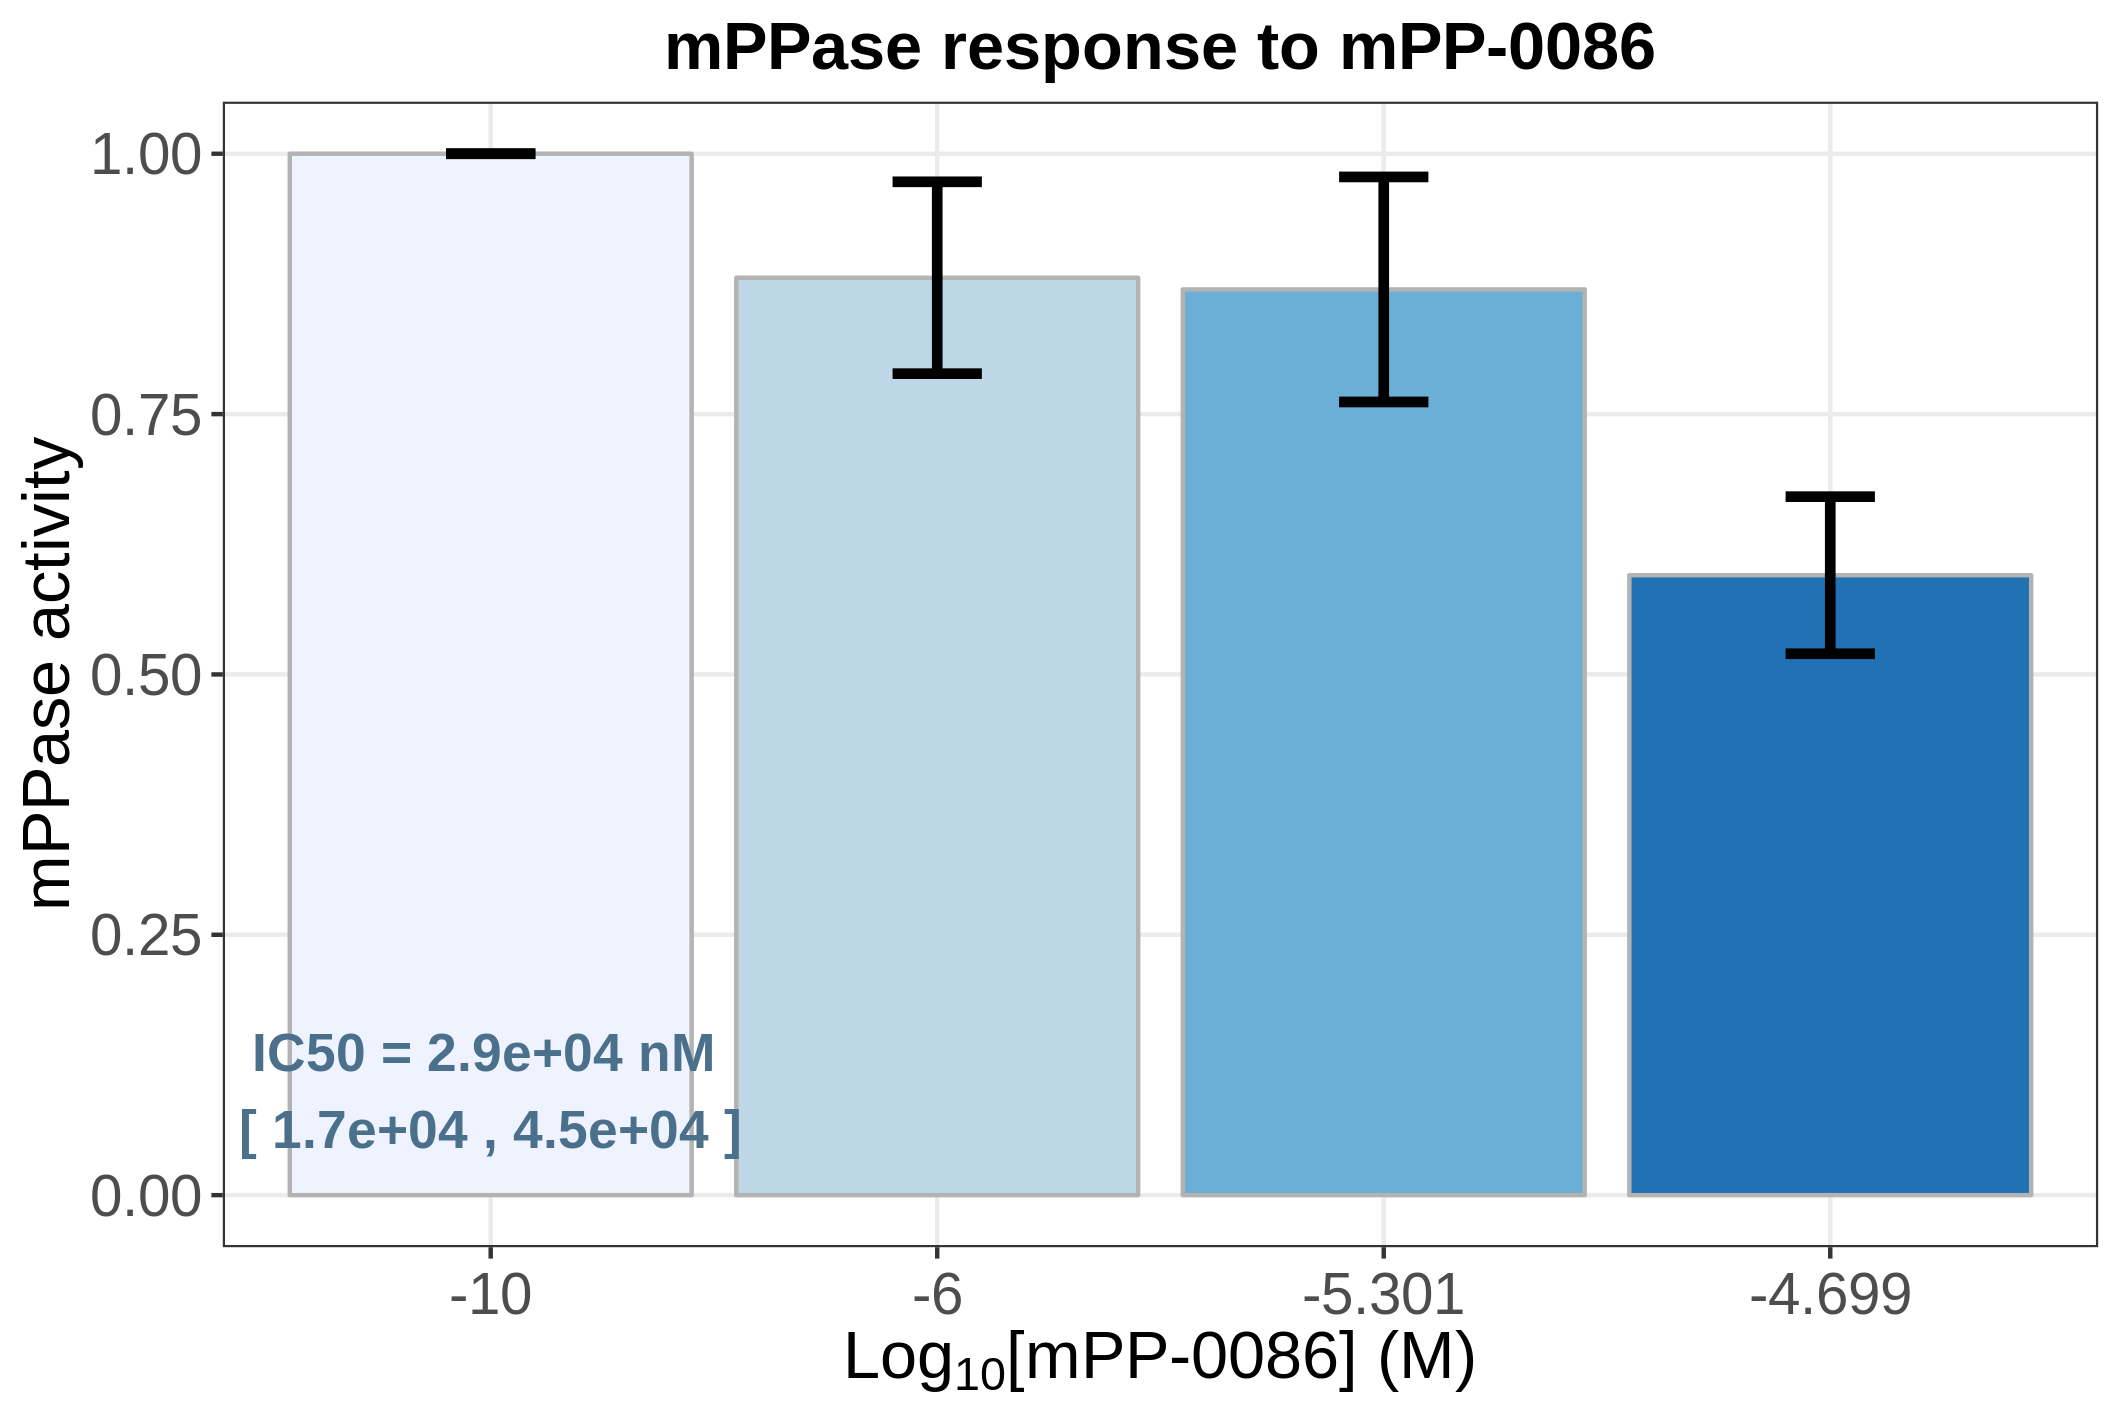 mPPase response to mPP-0086
mPPase activity
1.00
0.75
0.50
0.25
0.00
IC50 = 2.9e+04 nM
[ 1.7e+04 , 4.5e+04 ]
-10
-6
-5.301
-4.699
Log₁₀[mPP-0086] (M)